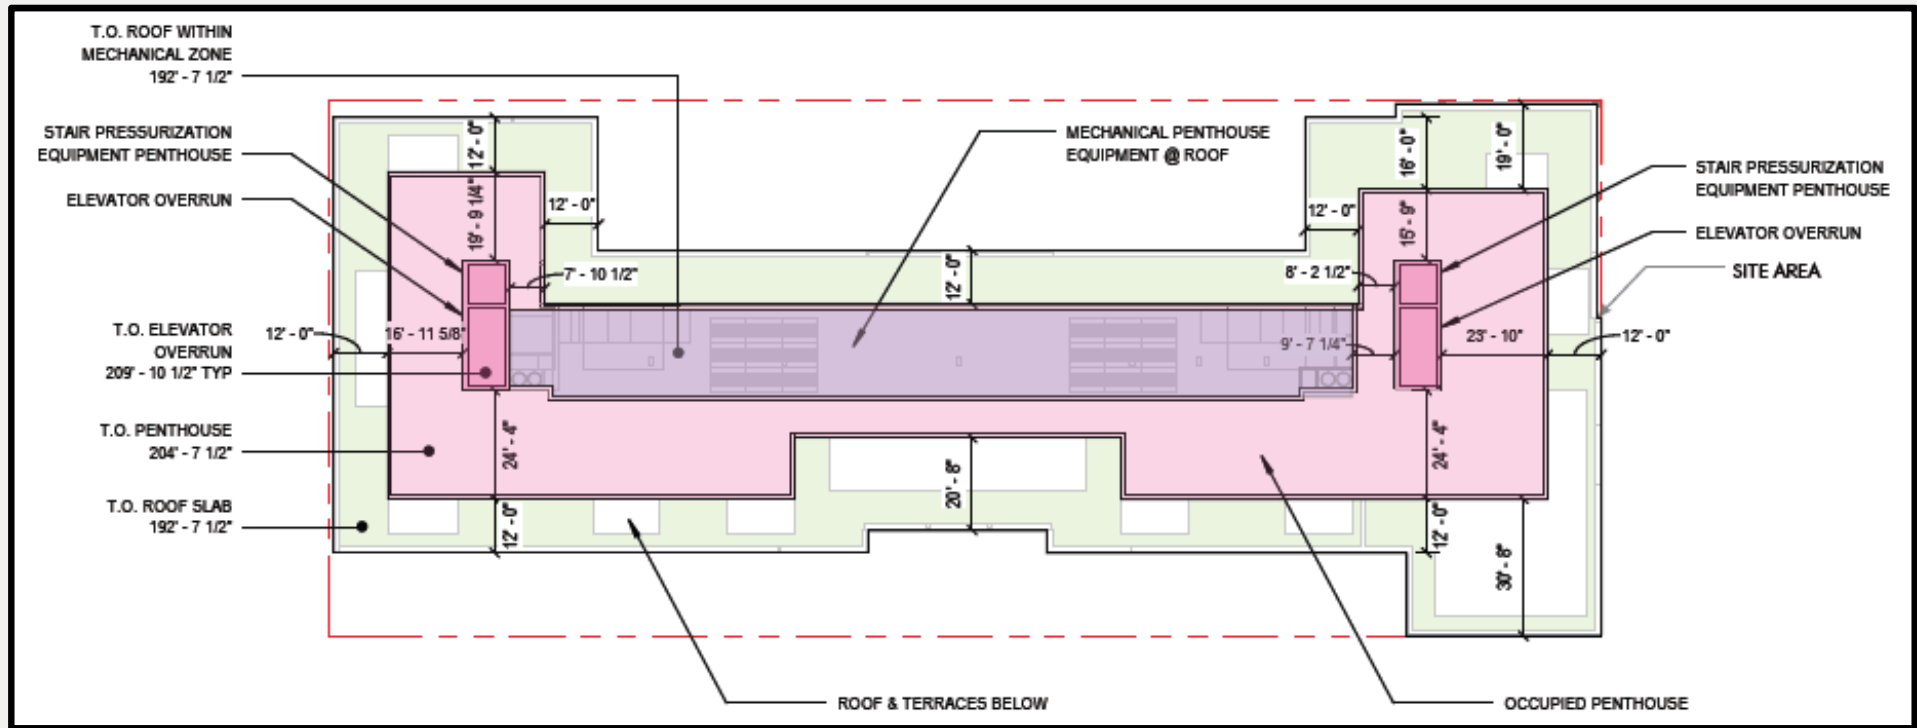 T.O. ROOF WITHIN
MECHANICAL ZONE
192' - 7 1/2"
STAIR PRESSURIZATION
EQUIPMENT PENTHOUSE
ELEVATOR OVERRUN
T.O. ELEVATOR
OVERRUN
209' - 10 1/2" TYP
T.O. PENTHOUSE
204' - 7 1/2"
T.O. ROOF SLAB
192' - 7 1/2"
12' - 0"
19' - 9 1/4"
12' - 0"
7' - 10 1/2"
12' - 0"
16' - 11 5/8"
24' - 4"
12' - 0"
MECHANICAL PENTHOUSE
EQUIPMENT @ ROOF
12' - 0"
20' - 8"
ROOF & TERRACES BELOW
16' - 0"
19' - 0"
12' - 0"
15' - 9"
8' - 2 1/2"
9' - 7 1/4"
23' - 10"
12' - 0"
24' - 4"
12' - 0"
30' - 8"
STAIR PRESSURIZATION
EQUIPMENT PENTHOUSE
ELEVATOR OVERRUN
SITE AREA
OCCUPIED PENTHOUSE